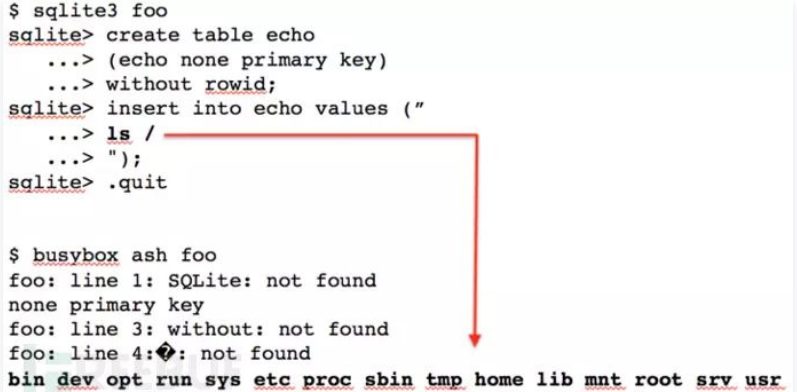 $ sqlite3 foo
sqlite> create table echo
...> (echo none primary key)
...> without rowid;
sqlite> insert into echo values (”
...> ls /
...> ");
sqlite> .quit
$ busybox ash foo
foo: line 1: SQLite: not found
none primary key
foo: line 3: without: not found
foo: line 4:�: not found
bin dev opt run sys etc proc sbin tmp home lib mnt root srv usr